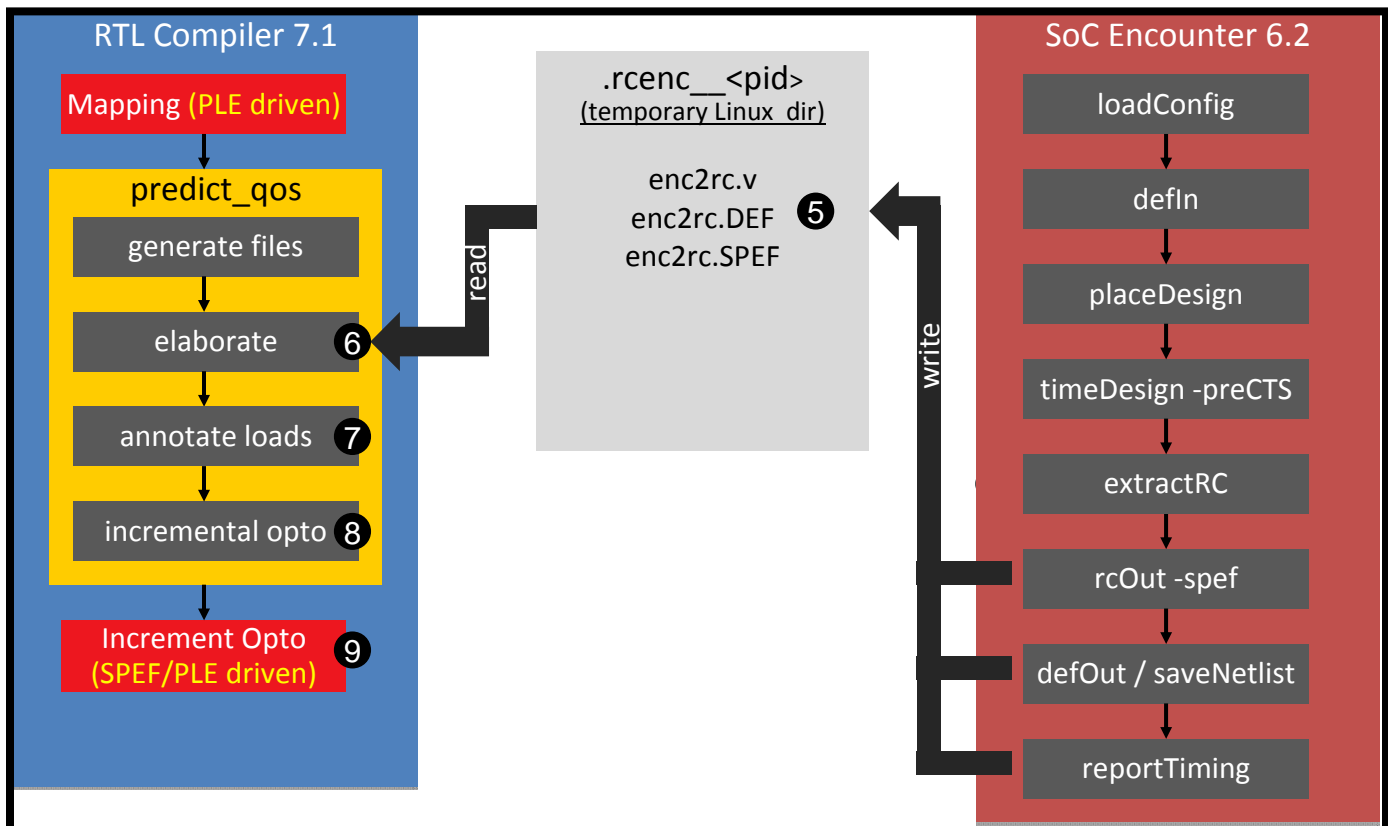 RTL Compiler 7.1
Mapping (PLE driven)
predict_qos
generate files
elaborate
6
annotate loads
7
incremental opto
8
Increment Opto
(SPEF/PLE driven)
9
read
.rcenc__<pid>
(temporary Linux dir)
enc2rc.v
enc2rc.DEF
5
enc2rc.SPEF
write
SoC Encounter 6.2
loadConfig
defIn
placeDesign
timeDesign -preCTS
extractRC
rcOut -spef
defOut / saveNetlist
reportTiming